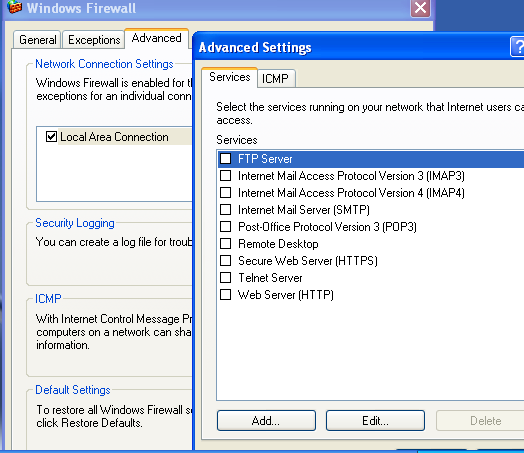 Windows Firewall
General
Exceptions
Advanced
Network Connection Settings
Windows Firewall is enabled for t
exceptions for an individual conn
Local Area Connection
Security Logging
You can create a log file for troub
ICMP
With Internet Control Message Pr
computers on a network can sha
information.
Default Settings
To restore all Windows Firewall se
click Restore Defaults.
Advanced Settings
?
Services
ICMP
Select the services running on your network that Internet users ca
access.
Services
FTP Server
Internet Mail Access Protocol Version 3 (IMAP3)
Internet Mail Access Protocol Version 4 (IMAP4)
Internet Mail Server (SMTP)
Post-Office Protocol Version 3 (POP3)
Remote Desktop
Secure Web Server (HTTPS)
Telnet Server
Web Server (HTTP)
Add...
Edit...
Delete